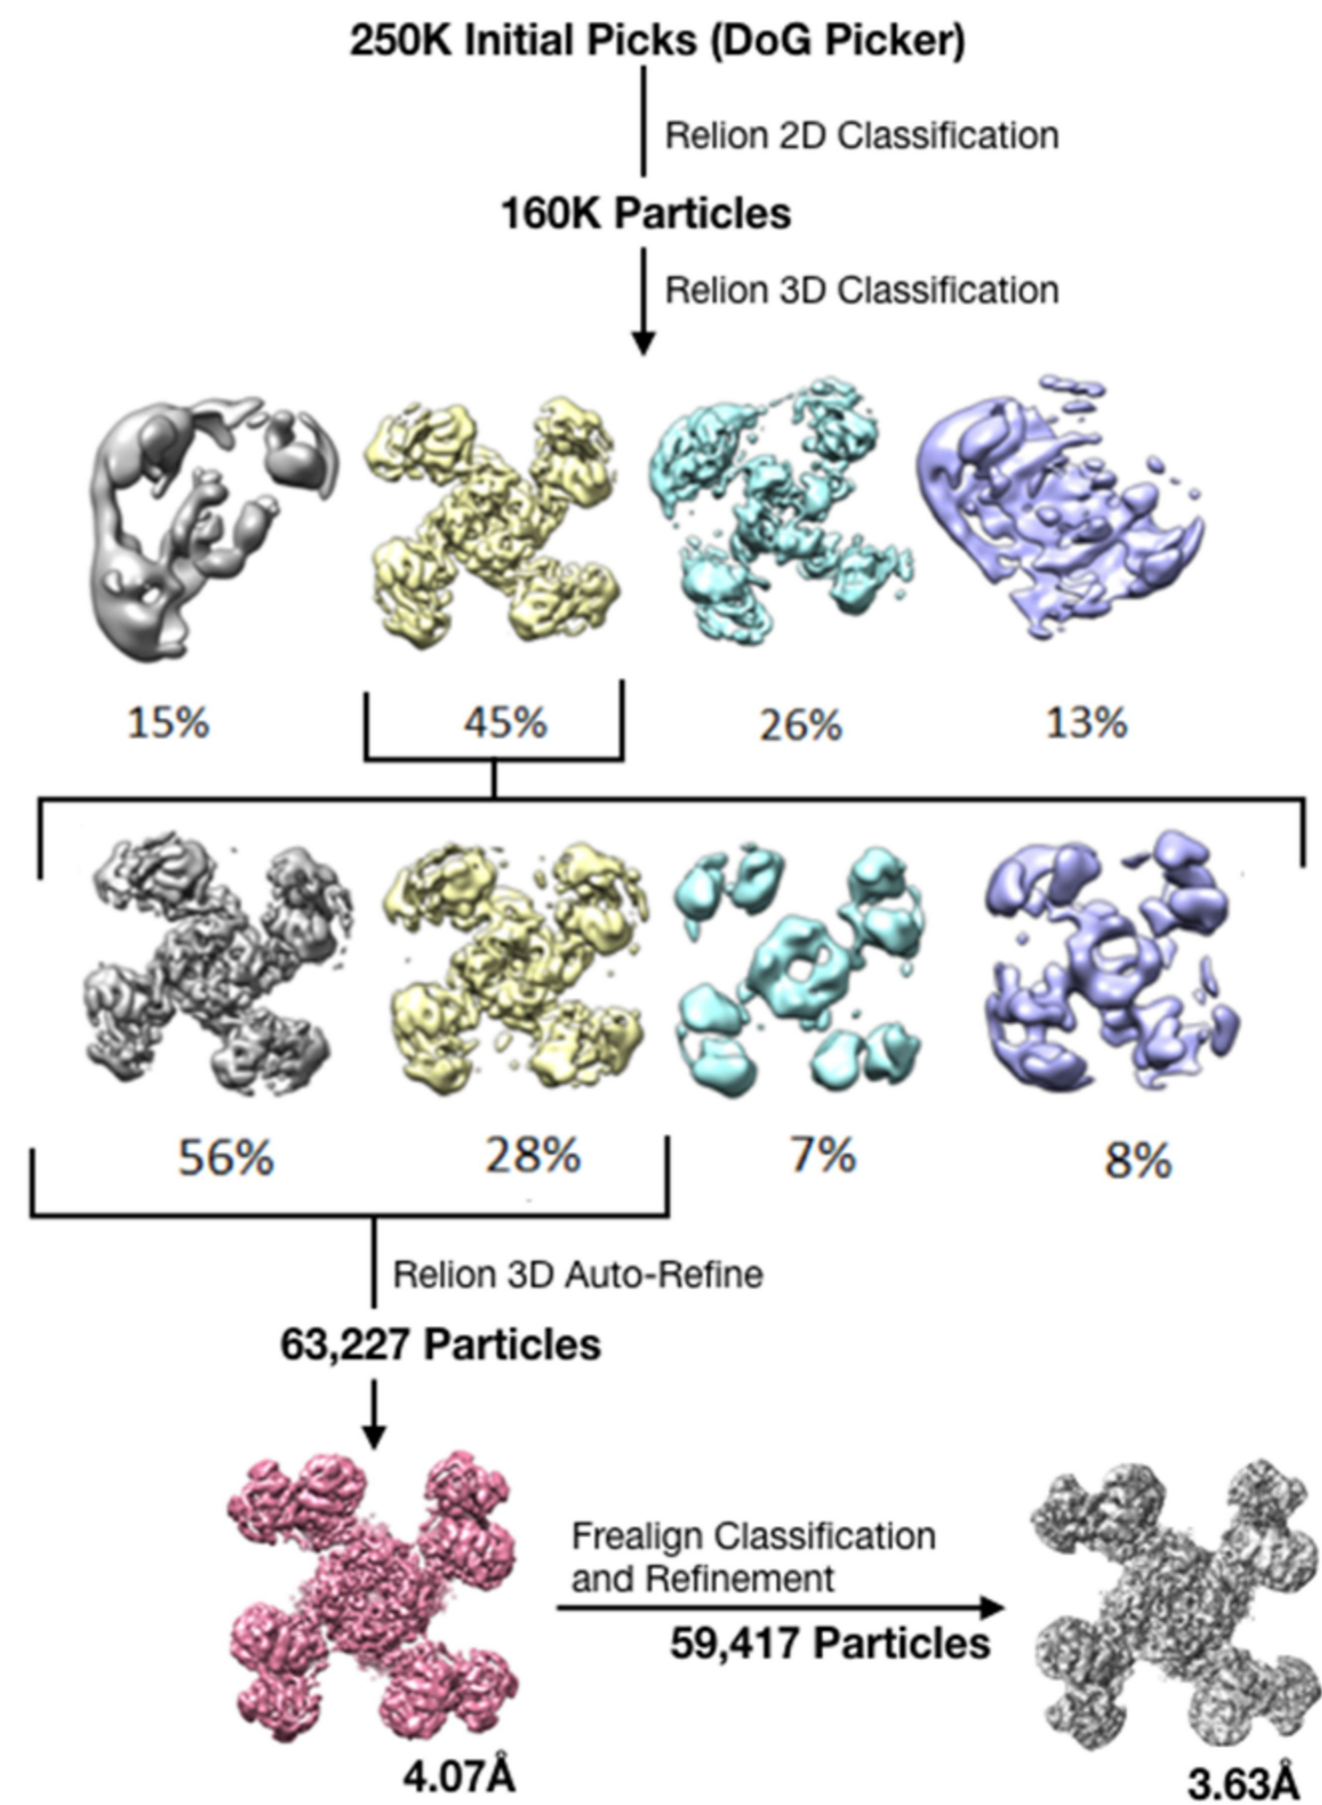 250K Initial Picks (DoG Picker)
Relion 2D Classification
160K Particles
Relion 3D Classification
15%
45%
26%
13%
56%
28%
7%
8%
Relion 3D Auto-Refine
63,227 Particles
Frealign Classification
and Refinement
59,417 Particles
4.07Å
3.63Å